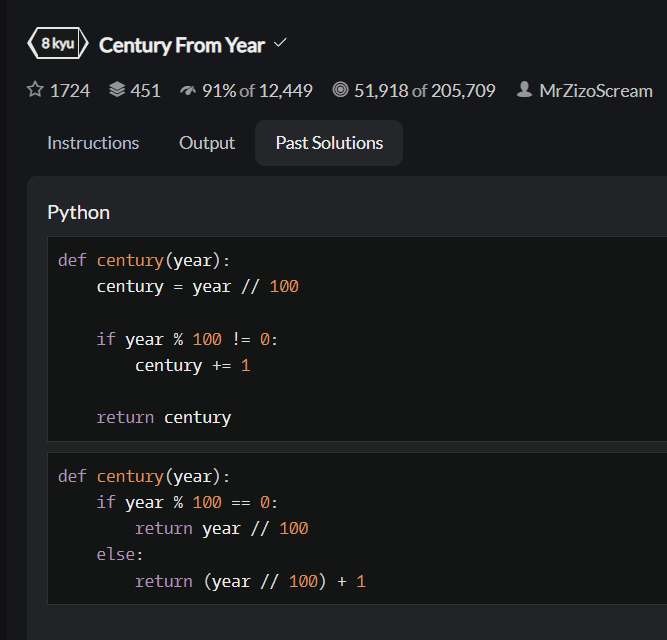 8 kyu Century From Year
1724 451 91% of 12,449 51,918 of 205,709 MrZizoScream
Instructions Output Past Solutions
Python
def century(year):
    century = year // 100

    if year % 100 != 0:
        century += 1

    return century
def century(year):
    if year % 100 == 0:
        return year // 100
    else:
        return (year // 100) + 1